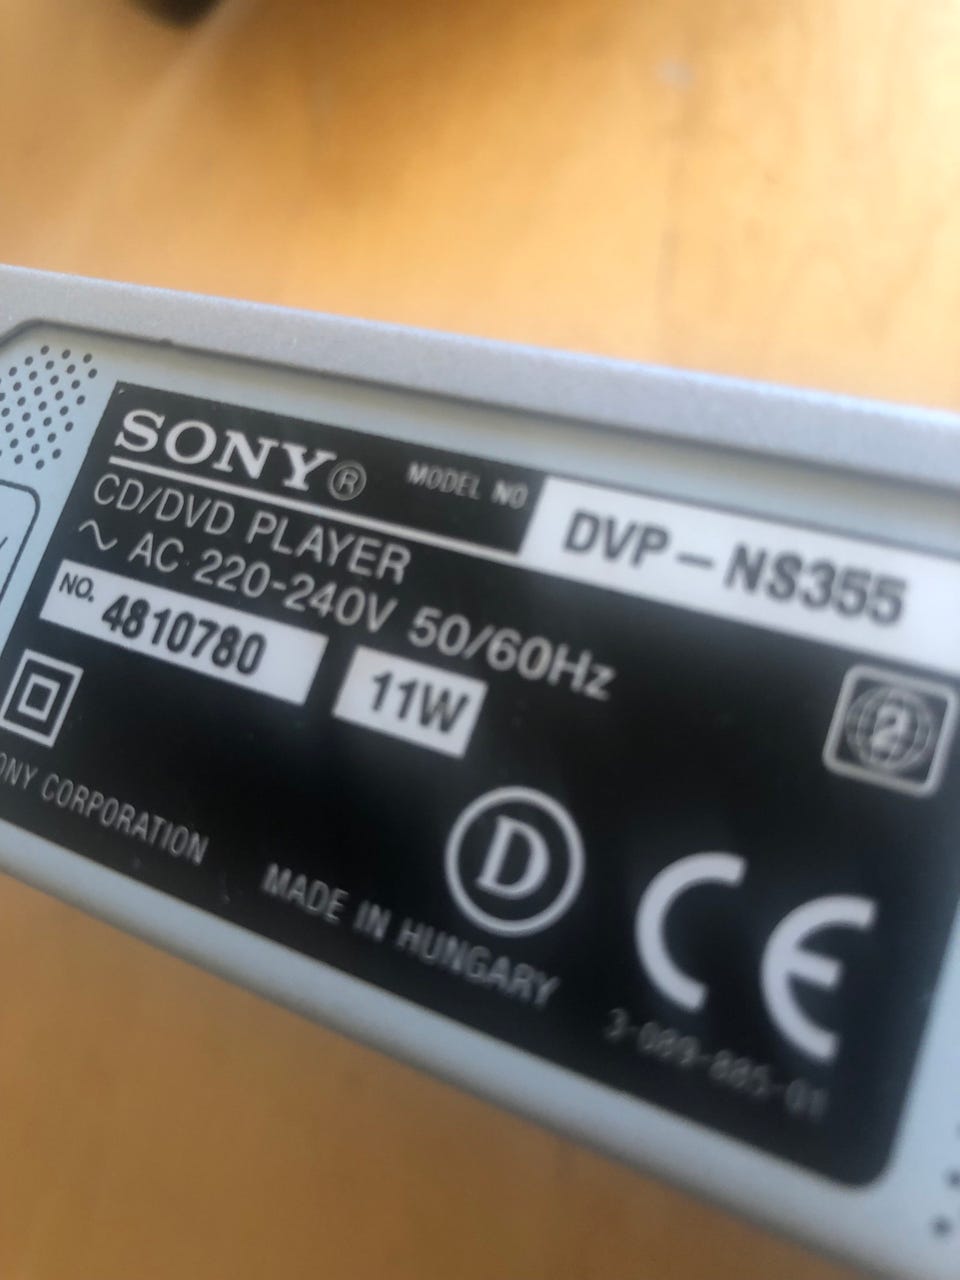 SONY®
MODEL NO DVP-NS355
CD/DVD PLAYER
~ AC 220-240V 50/60Hz
NO. 4810780 11W
2
D
CE
CORPORATION
MADE IN HUNGARY